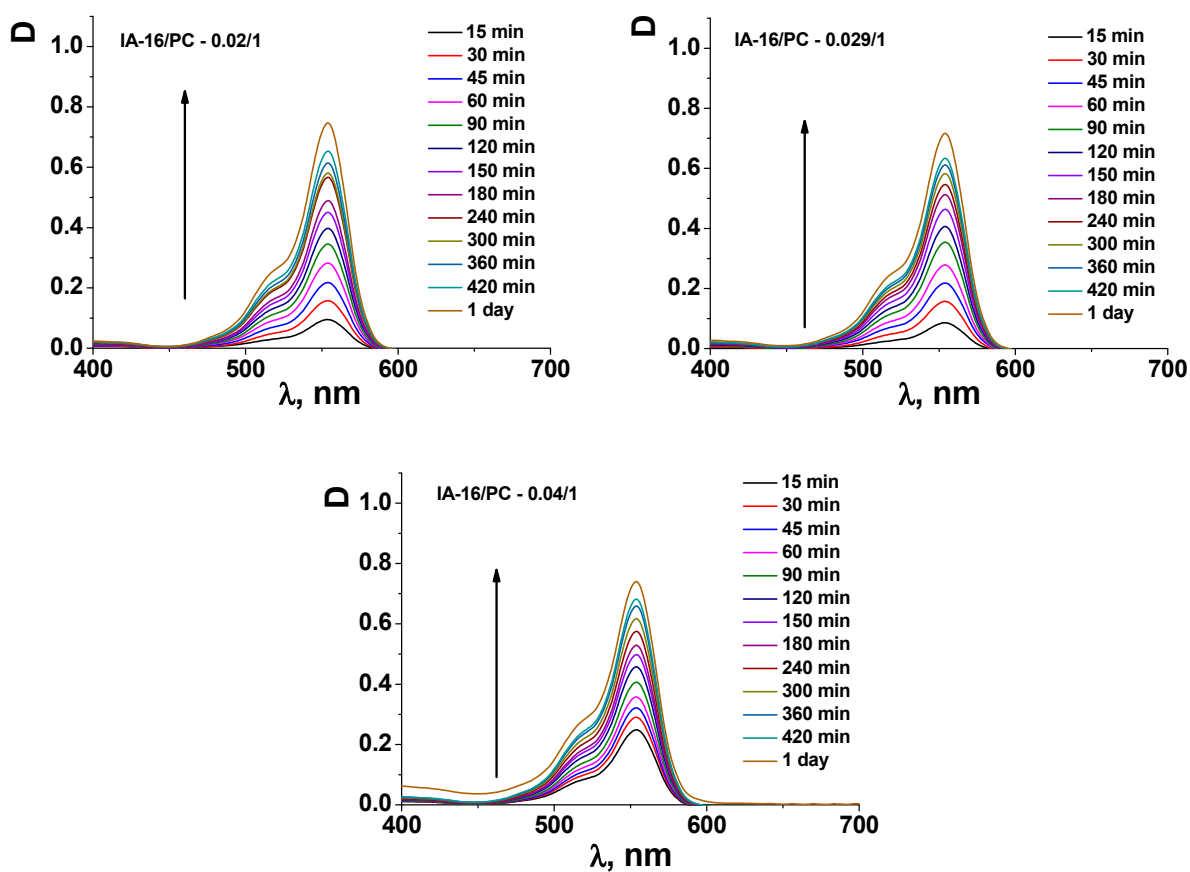 D
IA-16/PC - 0.02/1
1.0
0.8
0.6
0.4
0.2
0.0
400
500
600
700
λ, nm
15 min
30 min
45 min
60 min
90 min
120 min
150 min
180 min
240 min
300 min
360 min
420 min
1 day
D
IA-16/PC - 0.029/1
1.0
0.8
0.6
0.4
0.2
0.0
400
500
600
700
λ, nm
15 min
30 min
45 min
60 min
90 min
120 min
150 min
180 min
240 min
300 min
360 min
420 min
1 day
D
IA-16/PC - 0.04/1
1.0
0.8
0.6
0.4
0.2
0.0
400
500
600
700
λ, nm
15 min
30 min
45 min
60 min
90 min
120 min
150 min
180 min
240 min
300 min
360 min
420 min
1 day